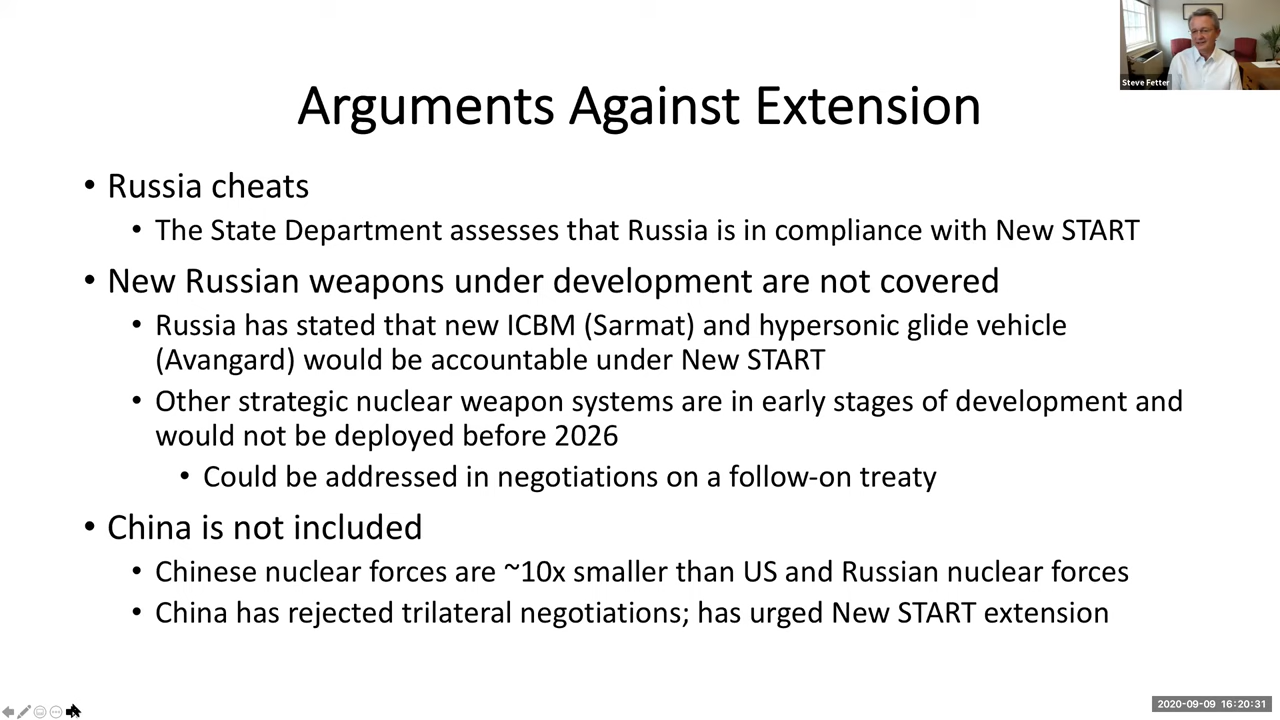 Steve Fetter
Arguments Against Extension
• Russia cheats
• The State Department assesses that Russia is in compliance with New START
• New Russian weapons under development are not covered
• Russia has stated that new ICBM (Sarmat) and hypersonic glide vehicle
(Avangard) would be accountable under New START
• Other strategic nuclear weapon systems are in early stages of development and
would not be deployed before 2026
• Could be addressed in negotiations on a follow-on treaty
• China is not included
• Chinese nuclear forces are ~10x smaller than US and Russian nuclear forces
• China has rejected trilateral negotiations; has urged New START extension
2020-09-09 16:20:31